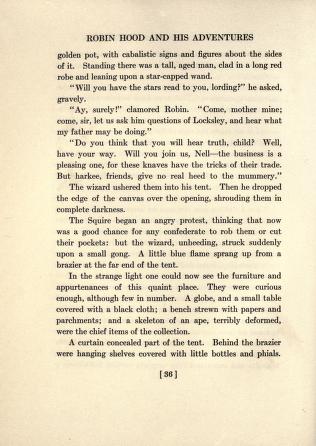 ROBIN HOOD AND HIS ADVENTURES
golden pot, with cabalistic signs and figures about the sides
of it. Standing there was a tall, aged man, clad in a long red
robe and leaning upon a star-capped wand.
"Will you have the stars read to you, lording?" he asked,
gravely.
"Ay, surely!" clamored Robin. "Come, mother mine;
come, sir, let us ask him questions of Locksley, and hear what
my father may be doing."
"Do you think that you will hear truth, child? Well,
have your way. Will you join us, Nell—the business is a
pleasing one, for these knaves have the tricks of their trade.
But harkee, friends, give no real heed to the mummery."
The wizard ushered them into his tent. Then he dropped
the edge of the canvas over the opening, shrouding them in
complete darkness.
The Squire began an angry protest, thinking that now
was a good chance for any confederate to rob them or cut
their pockets: but the wizard, unheeding, struck suddenly
upon a small gong. A little blue flame sprang up from a
brazier at the far end of the tent.
In the strange light one could now see the furniture and
appurtenances of this quaint place. They were curious
enough, although few in number. A globe, and a small table
covered with a black cloth; a bench strewn with papers and
parchments; and a skeleton of an ape, terribly deformed,
were the chief items of the collection.
A curtain concealed part of the tent. Behind the brazier
were hanging shelves covered with little bottles and phials.
[ 36 ]